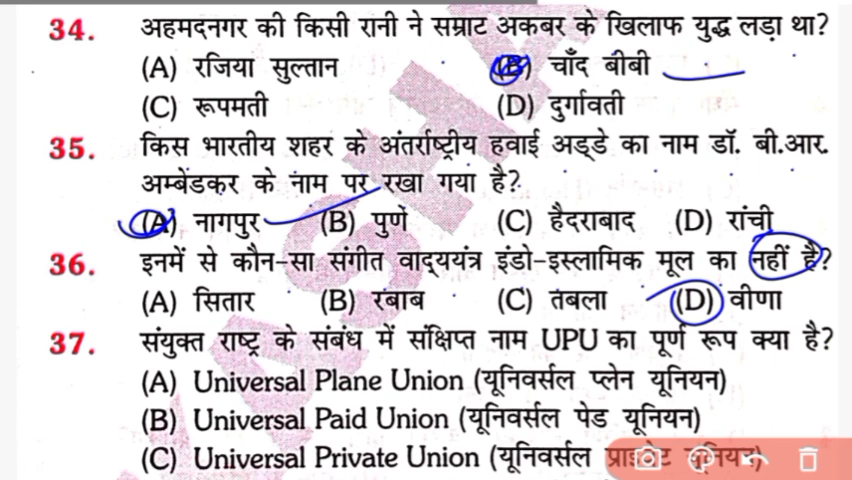 34. अहमदनगर की किसी रानी ने सम्राट अकबर के खिलाफ युद्ध लड़ा था?
(A) रजिया सुल्तान (B) चाँद बीबी
(C) रूपमती (D) दुर्गावती
35. किस भारतीय शहर के अंतर्राष्ट्रीय हवाई अड्डे का नाम डॉ. बी.आर.
अम्बेडकर के नाम पर रखा गया है?
(A) नागपुर (B) पुणे (C) हैदराबाद (D) रांची
36. इनमें से कौन-सा संगीत वाद्ययंत्र इंडो-इस्लामिक मूल का नहीं है?
(A) सितार (B) रबाब (C) तबला (D) वीणा
37. संयुक्त राष्ट्र के संबंध में संक्षिप्त नाम UPU का पूर्ण रूप क्या है?
(A) Universal Plane Union (यूनिवर्सल प्लेन यूनियन)
(B) Universal Paid Union (यूनिवर्सल पेड यूनियन)
(C) Universal Private Union (यूनिवर्सल प्राइवेट यूनियन)